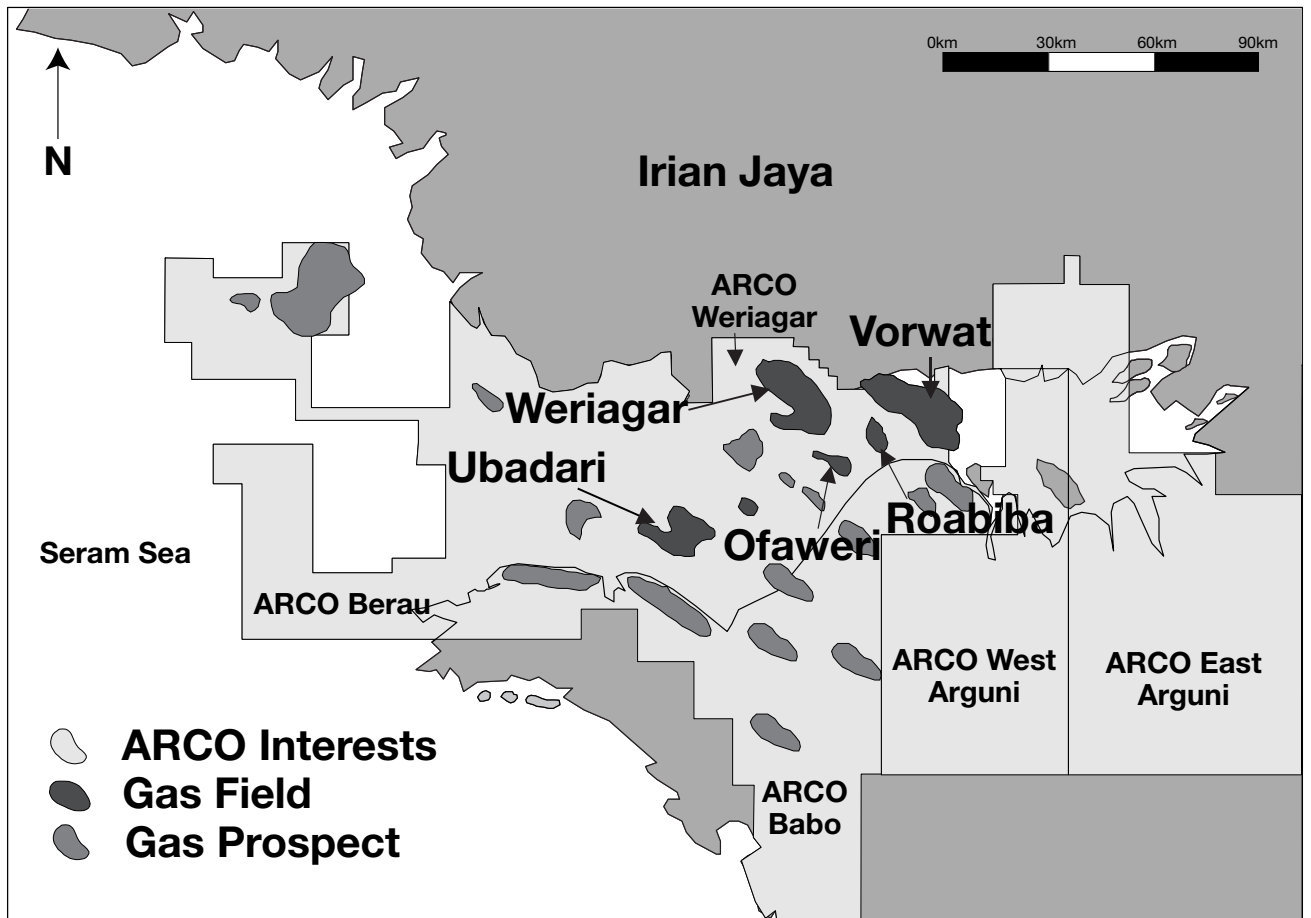 0km 30km 60km 90km
N
Irian Jaya
ARCO
Weriagar
Vorwat
Weriagar
Ubadari
Ofaweri
Roabiba
Seram Sea
ARCO Berau
ARCO West
Arguni
ARCO East
Arguni
ARCO Interests
Gas Field
Gas Prospect
ARCO
Babo